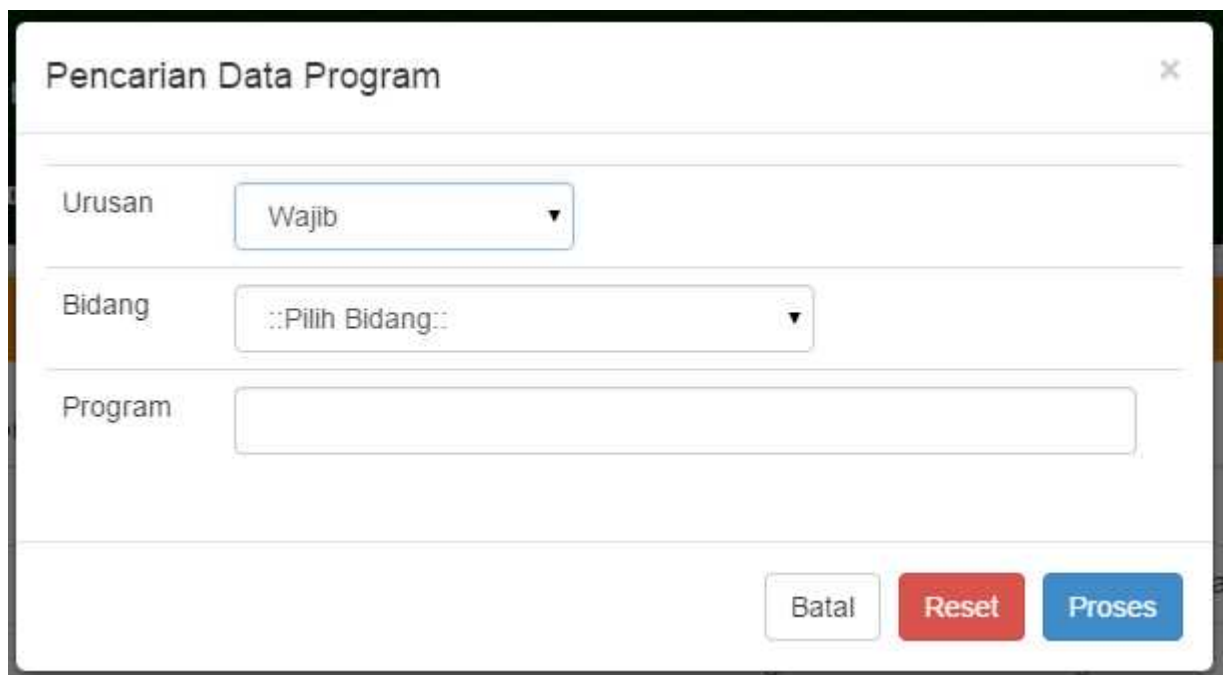 Pencarian Data Program ×
Urusan Wajib
Bidang ::Pilih Bidang::
Program
Batal Reset Proses